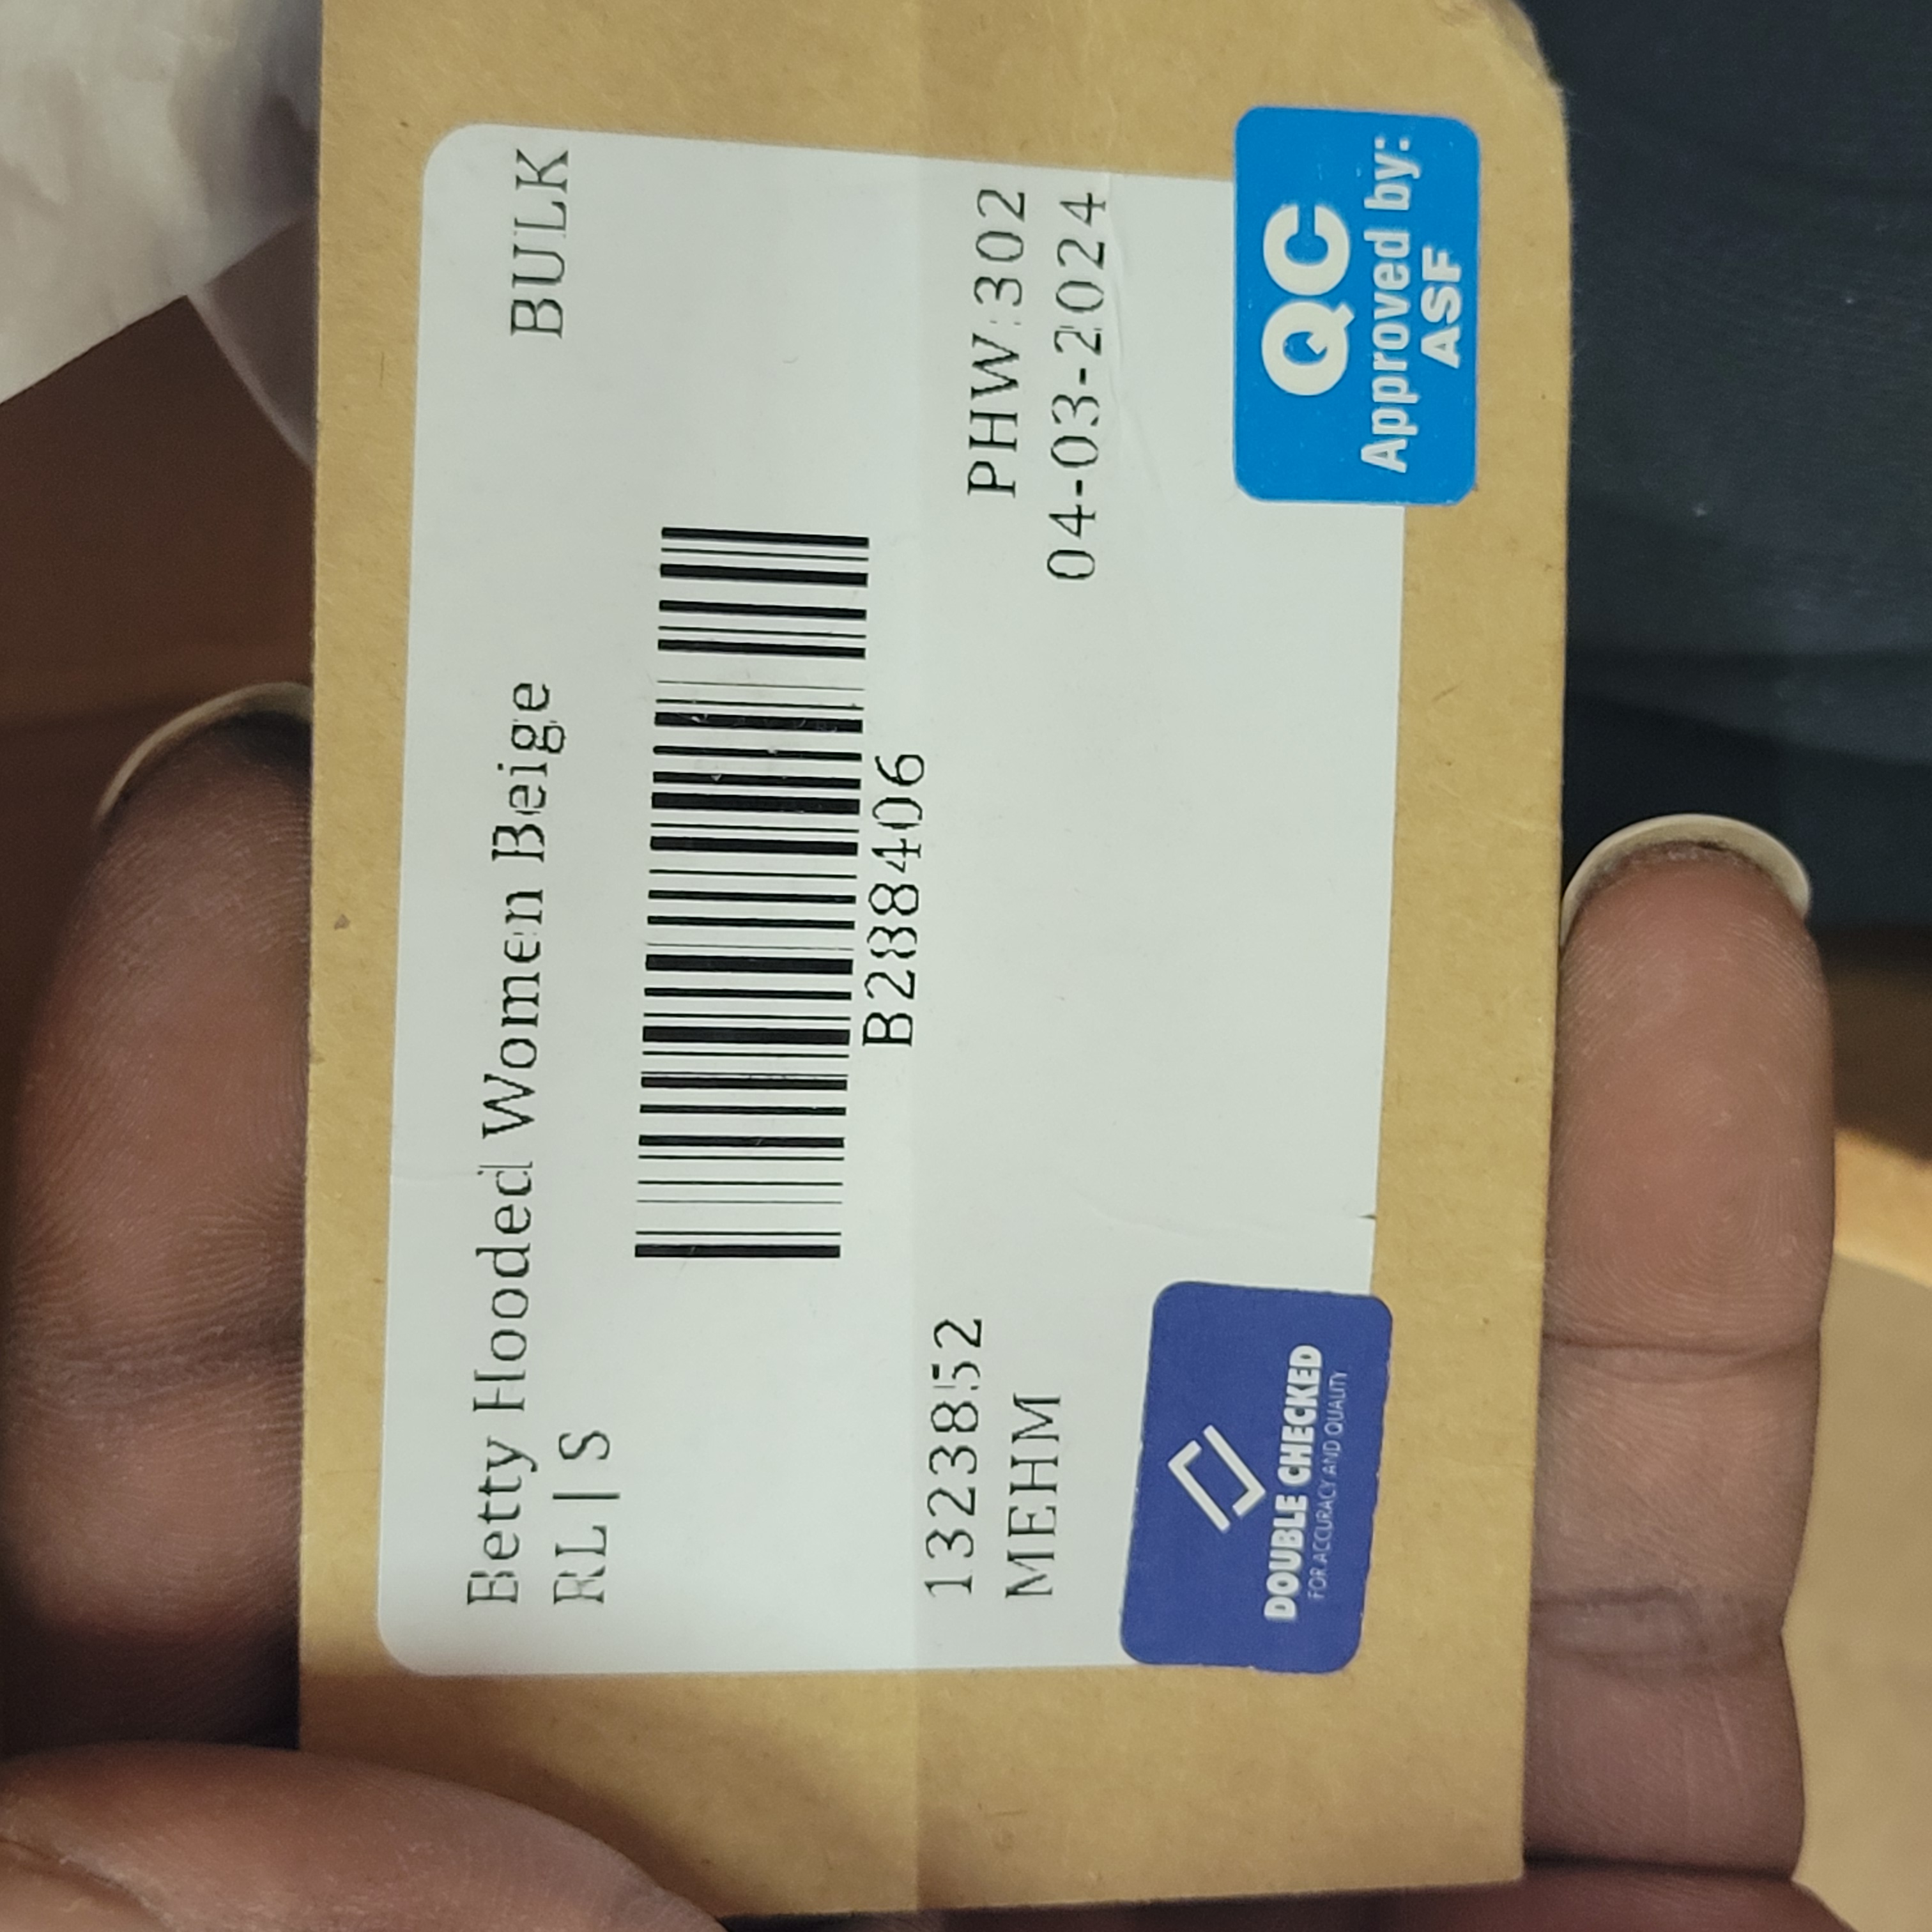 Betty Hooded Women Beige BULK
RL|S
B288406
1323852 PHW:302
MEHM 04-03-2024
DOUBLE CHECKED
FOR ACCURACY AND QUALITY
QC
Approved by:
ASF